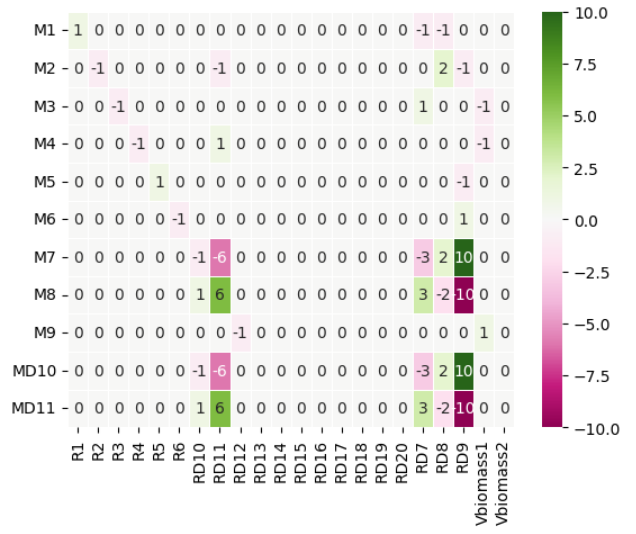 M1 1 0 0 0 0 0 0 0 0 0 0 0 0 0 0 0 0 -1 -1 0 0 0 10.0
M2 0 -1 0 0 0 0 0 -1 0 0 0 0 0 0 0 0 0 0 2 -1 0 0 7.5
M3 0 0 -1 0 0 0 0 0 0 0 0 0 0 0 0 0 0 1 0 0 -1 0 5.0
M4 0 0 0 -1 0 0 0 1 0 0 0 0 0 0 0 0 0 0 0 0 -1 0
M5 0 0 0 0 1 0 0 0 0 0 0 0 0 0 0 0 0 0 0 -1 0 0 2.5
M6 0 0 0 0 0 -1 0 0 0 0 0 0 0 0 0 0 0 0 0 1 0 0 0.0
M7 0 0 0 0 0 0 -1 -6 0 0 0 0 0 0 0 0 0 -3 2 10 0 0 −2.5
M8 0 0 0 0 0 0 1 6 0 0 0 0 0 0 0 0 0 3 -2 -10 0 0
M9 0 0 0 0 0 0 0 0 -1 0 0 0 0 0 0 0 0 0 0 0 1 0 −5.0
MD10 0 0 0 0 0 0 -1 -6 0 0 0 0 0 0 0 0 0 -3 2 10 0 0 −7.5
MD11 0 0 0 0 0 0 1 6 0 0 0 0 0 0 0 0 0 3 -2 -10 0 0 −10.0
R1 R2 R3 R4 R5 R6 RD10 RD11 RD12 RD13 RD14 RD15 RD16 RD17 RD18 RD19 RD20 RD7 RD8 RD9 Vbiomass1 Vbiomass2